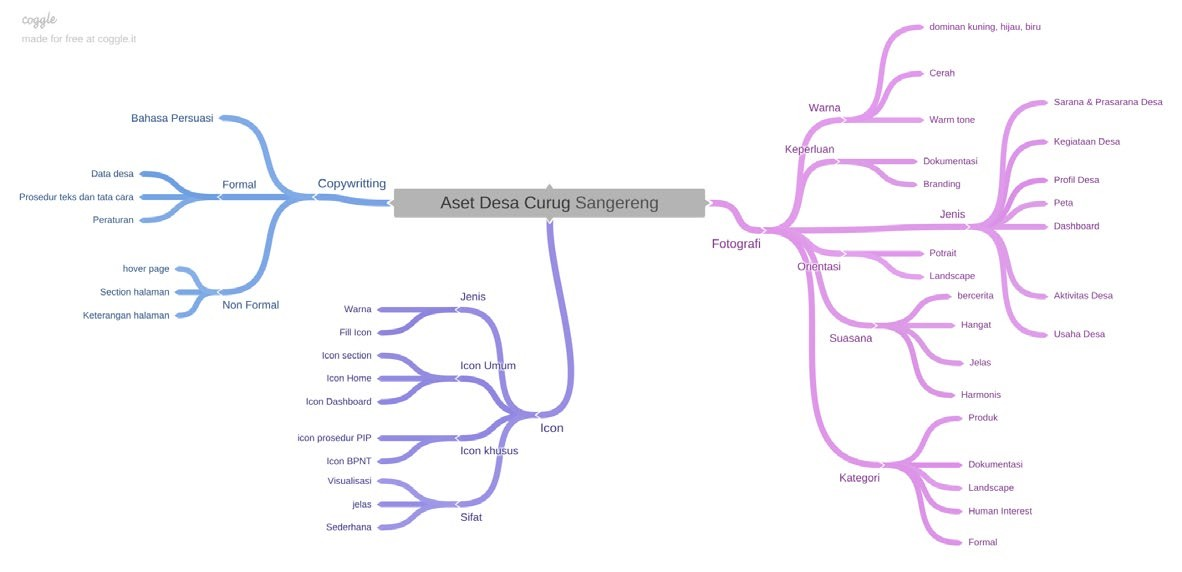 coggle
made for free at coggle.it
Aset Desa Curug Sangereng
Copywritting
Bahasa Persuasi
Formal
Data desa
Prosedur teks dan tata cara
Peraturan
Non Formal
hover page
Section halaman
Keterangan halaman
Icon
Jenis
Warna
Fill Icon
Icon Umum
Icon section
Icon Home
Icon Dashboard
Icon khusus
icon prosedur PIP
Icon BPNT
Sifat
Visualisasi
jelas
Sederhana
Fotografi
Warna
dominan kuning, hijau, biru
Cerah
Warm tone
Keperluan
Dokumentasi
Branding
Jenis
Sarana & Prasarana Desa
Kegiataan Desa
Profil Desa
Peta
Dashboard
Aktivitas Desa
Usaha Desa
Orientasi
Potrait
Landscape
Suasana
bercerita
Hangat
Jelas
Harmonis
Kategori
Produk
Dokumentasi
Landscape
Human Interest
Formal